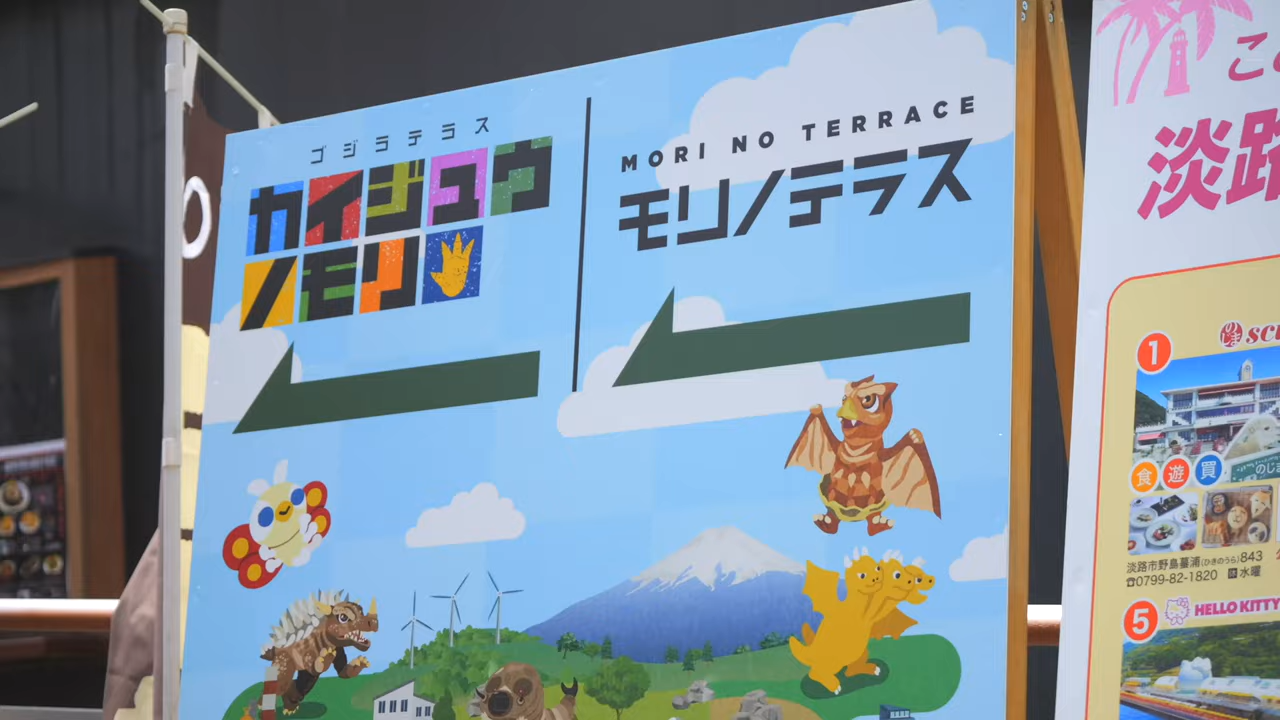 ゴジラテラス
カイジュウ
ノモリ
MORI NO TERRACE
モリノテラス
淡路
1
食 遊 買
淡路市野島蟇浦(ひきのうら)843
☎0799-82-1820 休水曜
5
HELLO KITTY